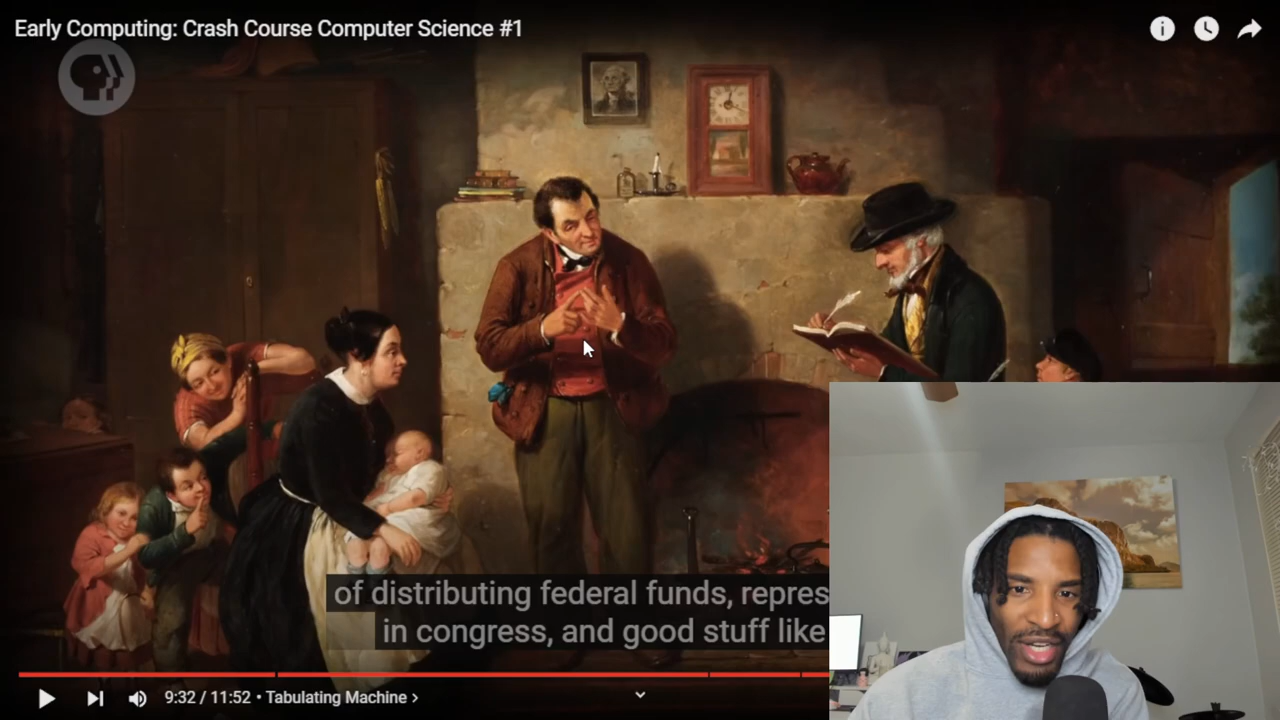 Early Computing: Crash Course Computer Science #1
of distributing federal funds, repres
in congress, and good stuff like
9:32 / 11:52 • Tabulating Machine ›